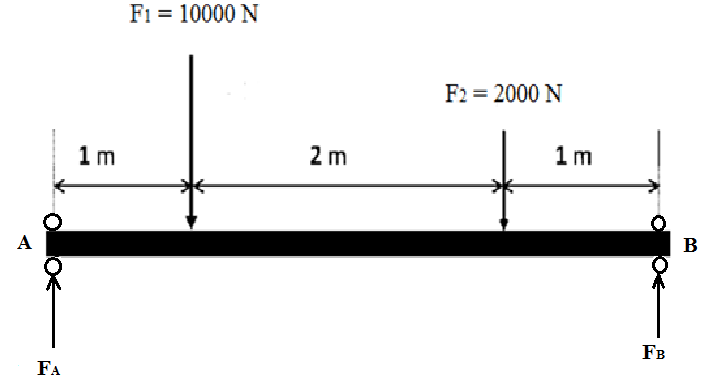 F1 = 10000 N
F2 = 2000 N
1 m
2 m
1 m
A
B
FA
FB